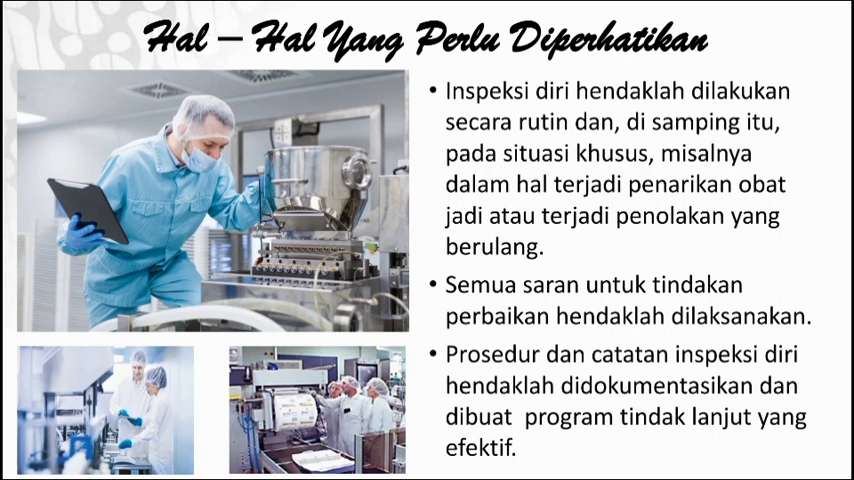 Hal – Hal Yang Perlu Diperhatikan
• Inspeksi diri hendaklah dilakukan
secara rutin dan, di samping itu,
pada situasi khusus, misalnya
dalam hal terjadi penarikan obat
jadi atau terjadi penolakan yang
berulang.
• Semua saran untuk tindakan
perbaikan hendaklah dilaksanakan.
• Prosedur dan catatan inspeksi diri
hendaklah didokumentasikan dan
dibuat  program tindak lanjut yang
efektif.